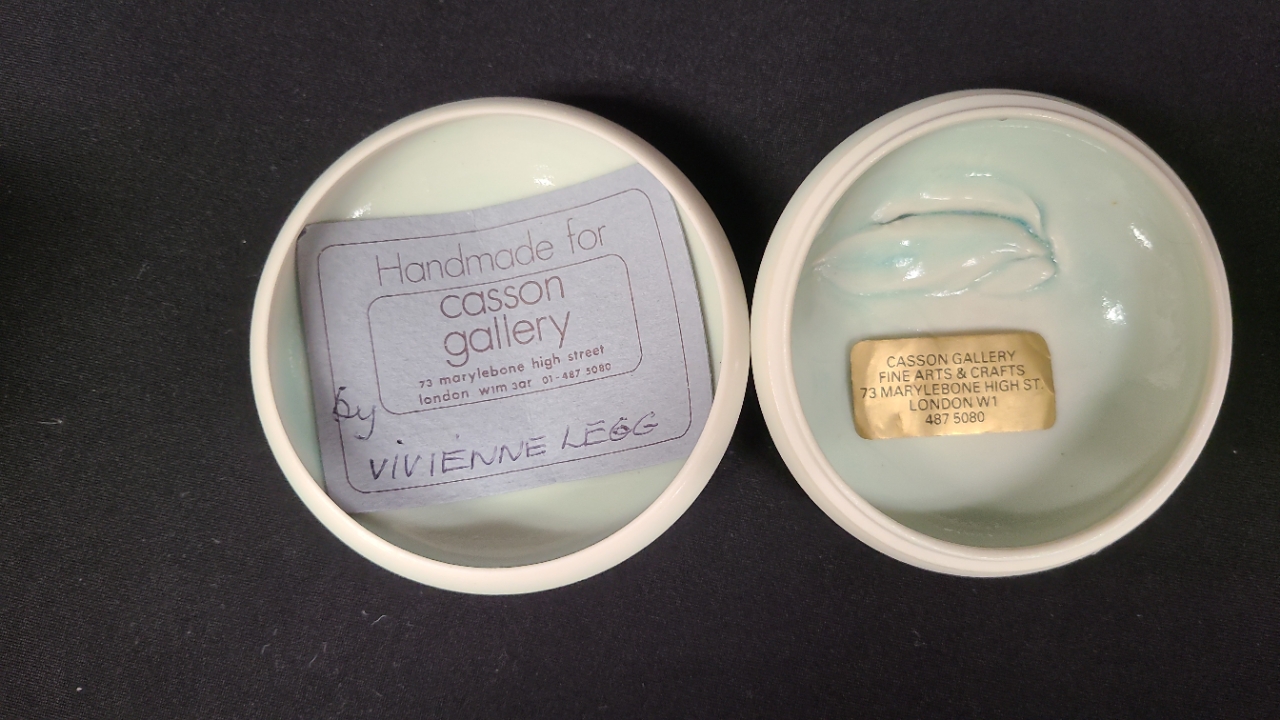 Handmade for
casson
gallery
73 marylebone high street
london w1m 3ar 01-487 5080
by
VIVIENNE LEGG
CASSON GALLERY
FINE ARTS & CRAFTS
73 MARYLEBONE HIGH ST.
LONDON W1
487 5080